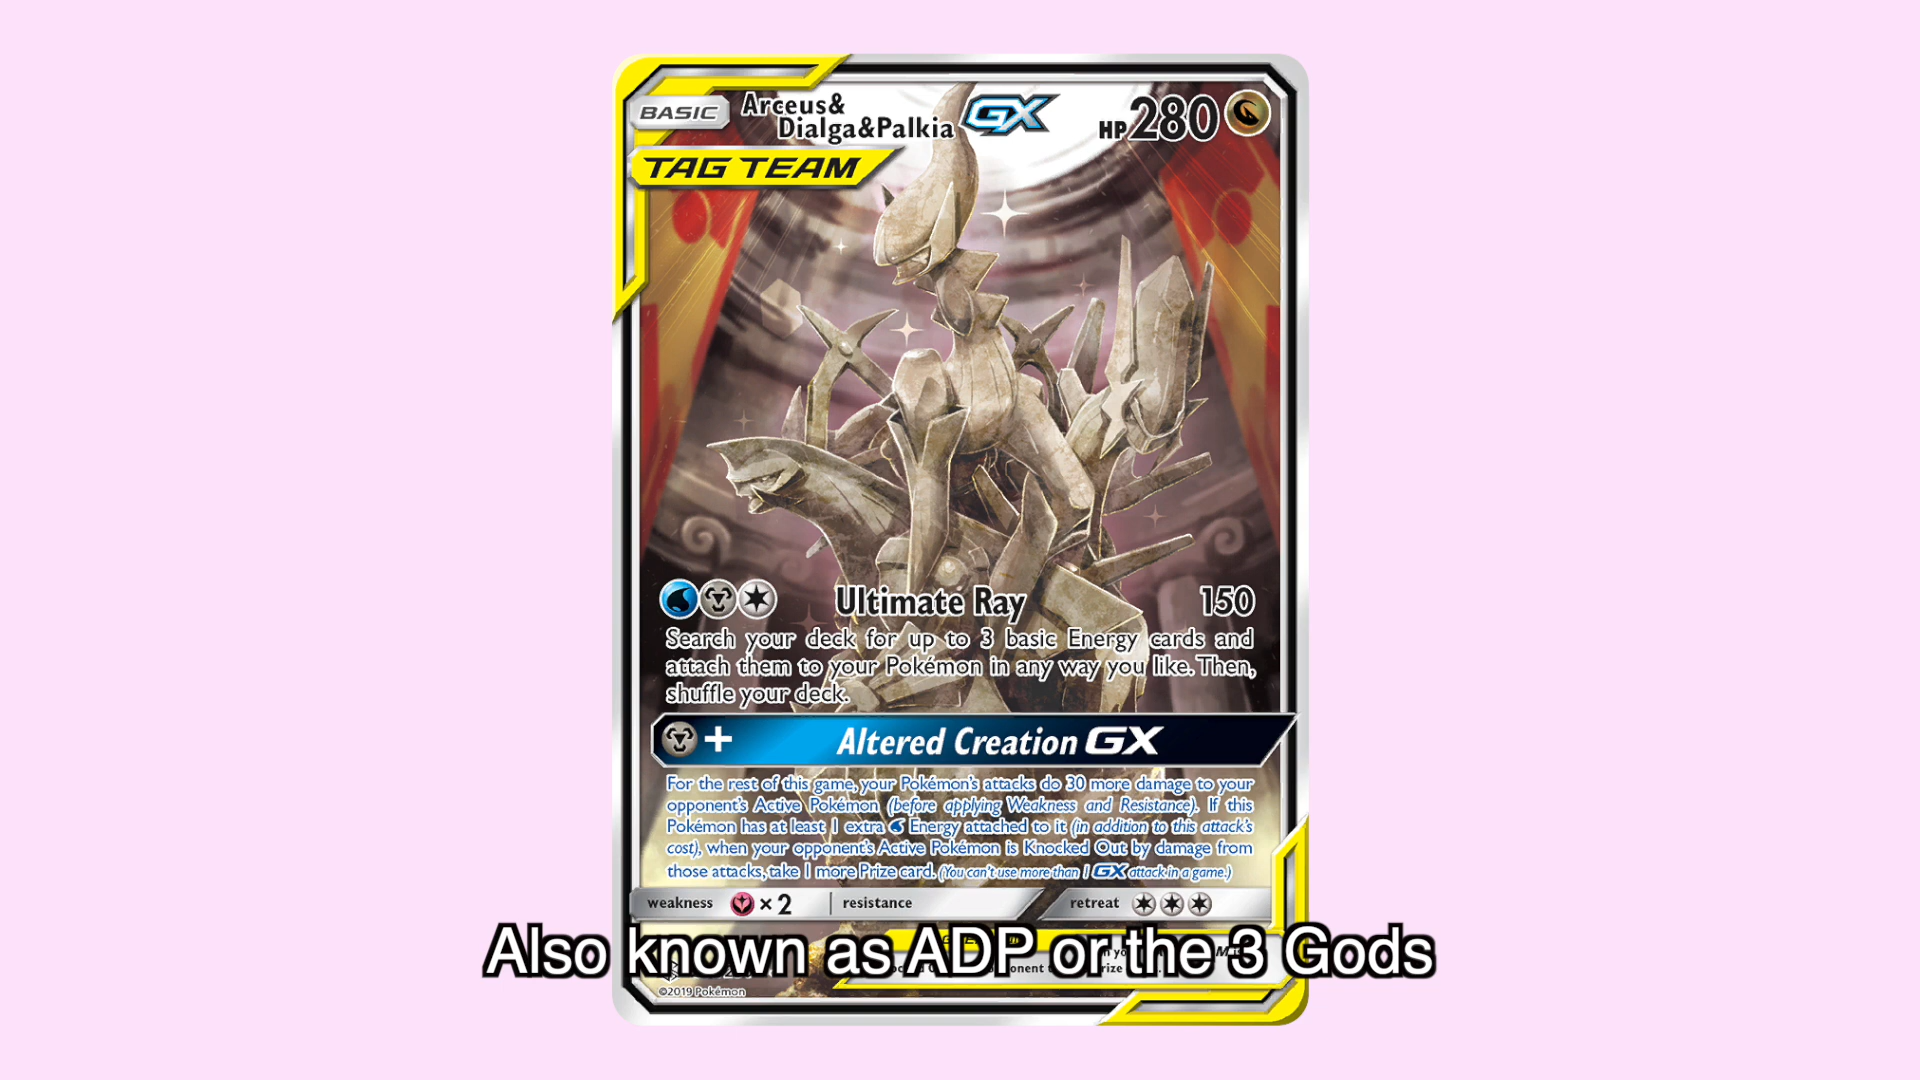 BASIC Arceus&
Dialga&Palkia GX HP 280
TAG TEAM
Ultimate Ray 150
Search your deck for up to 3 basic Energy cards and
attach them to your Pokémon in any way you like. Then,
shuffle your deck.
+ Altered Creation GX
For the rest of this game, your Pokémon's attacks do 30 more damage to your
opponent's Active Pokémon (before applying Weakness and Resistance). If this
Pokémon has at least 1 extra Energy attached to it (in addition to this attack's
cost), when your opponent's Active Pokémon is Knocked Out by damage from
those attacks, take 1 more Prize card. (You can't use more than 1 GX attack in a game.)
weakness ×2 resistance retreat
Also known as ADP or the 3 Gods
©2019 Pokémon